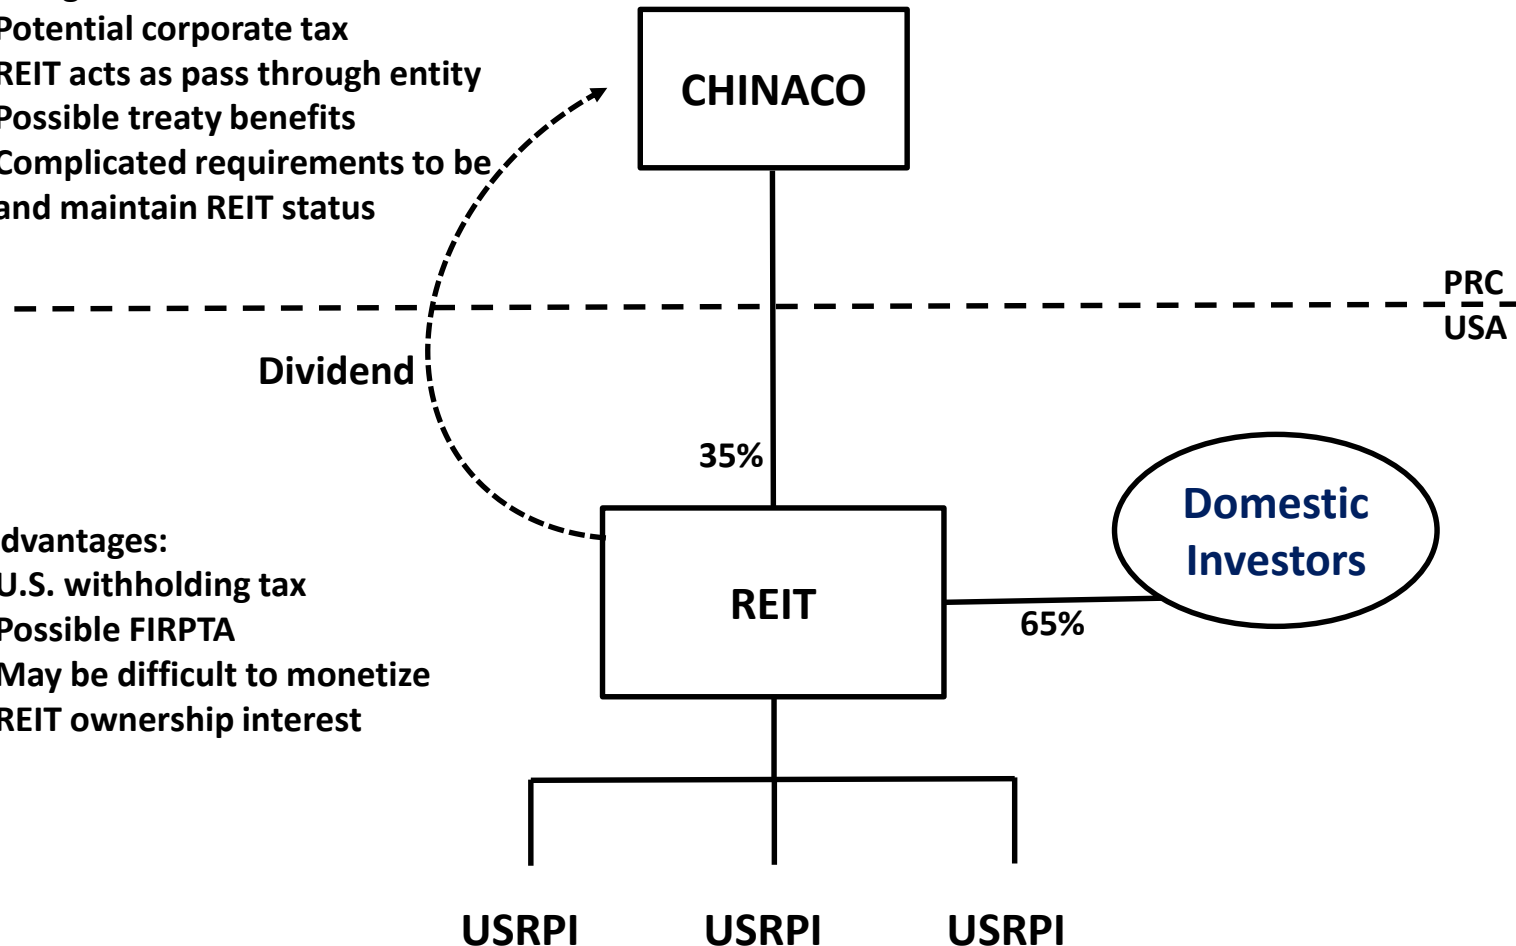 Potential corporate tax
REIT acts as pass through entity
Possible treaty benefits
Complicated requirements to be
and maintain REIT status
CHINACO
PRC
USA
Dividend
35%
Domestic
Investors
65%
REIT
dvantages:
U.S. withholding tax
Possible FIRPTA
May be difficult to monetize
REIT ownership interest
USRPI USRPI USRPI